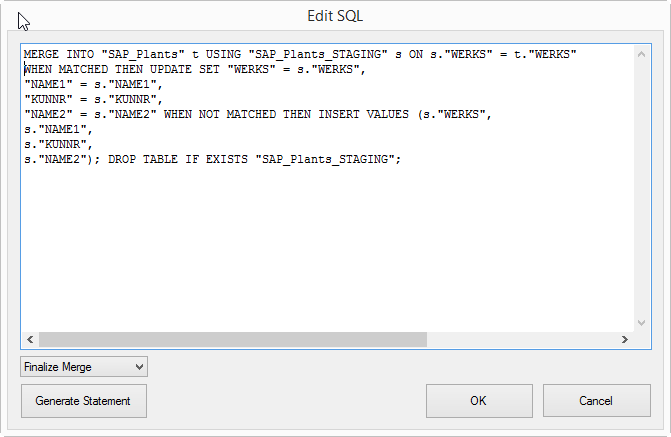 Edit SQL
MERGE INTO "SAP_Plants" t USING "SAP_Plants_STAGING" s ON s."WERKS" = t."WERKS"
WHEN MATCHED THEN UPDATE SET "WERKS" = s."WERKS",
"NAME1" = s."NAME1",
"KUNNR" = s."KUNNR",
"NAME2" = s."NAME2" WHEN NOT MATCHED THEN INSERT VALUES (s."WERKS",
s."NAME1",
s."KUNNR",
s."NAME2"); DROP TABLE IF EXISTS "SAP_Plants_STAGING";
Finalize Merge
Generate Statement
OK
Cancel